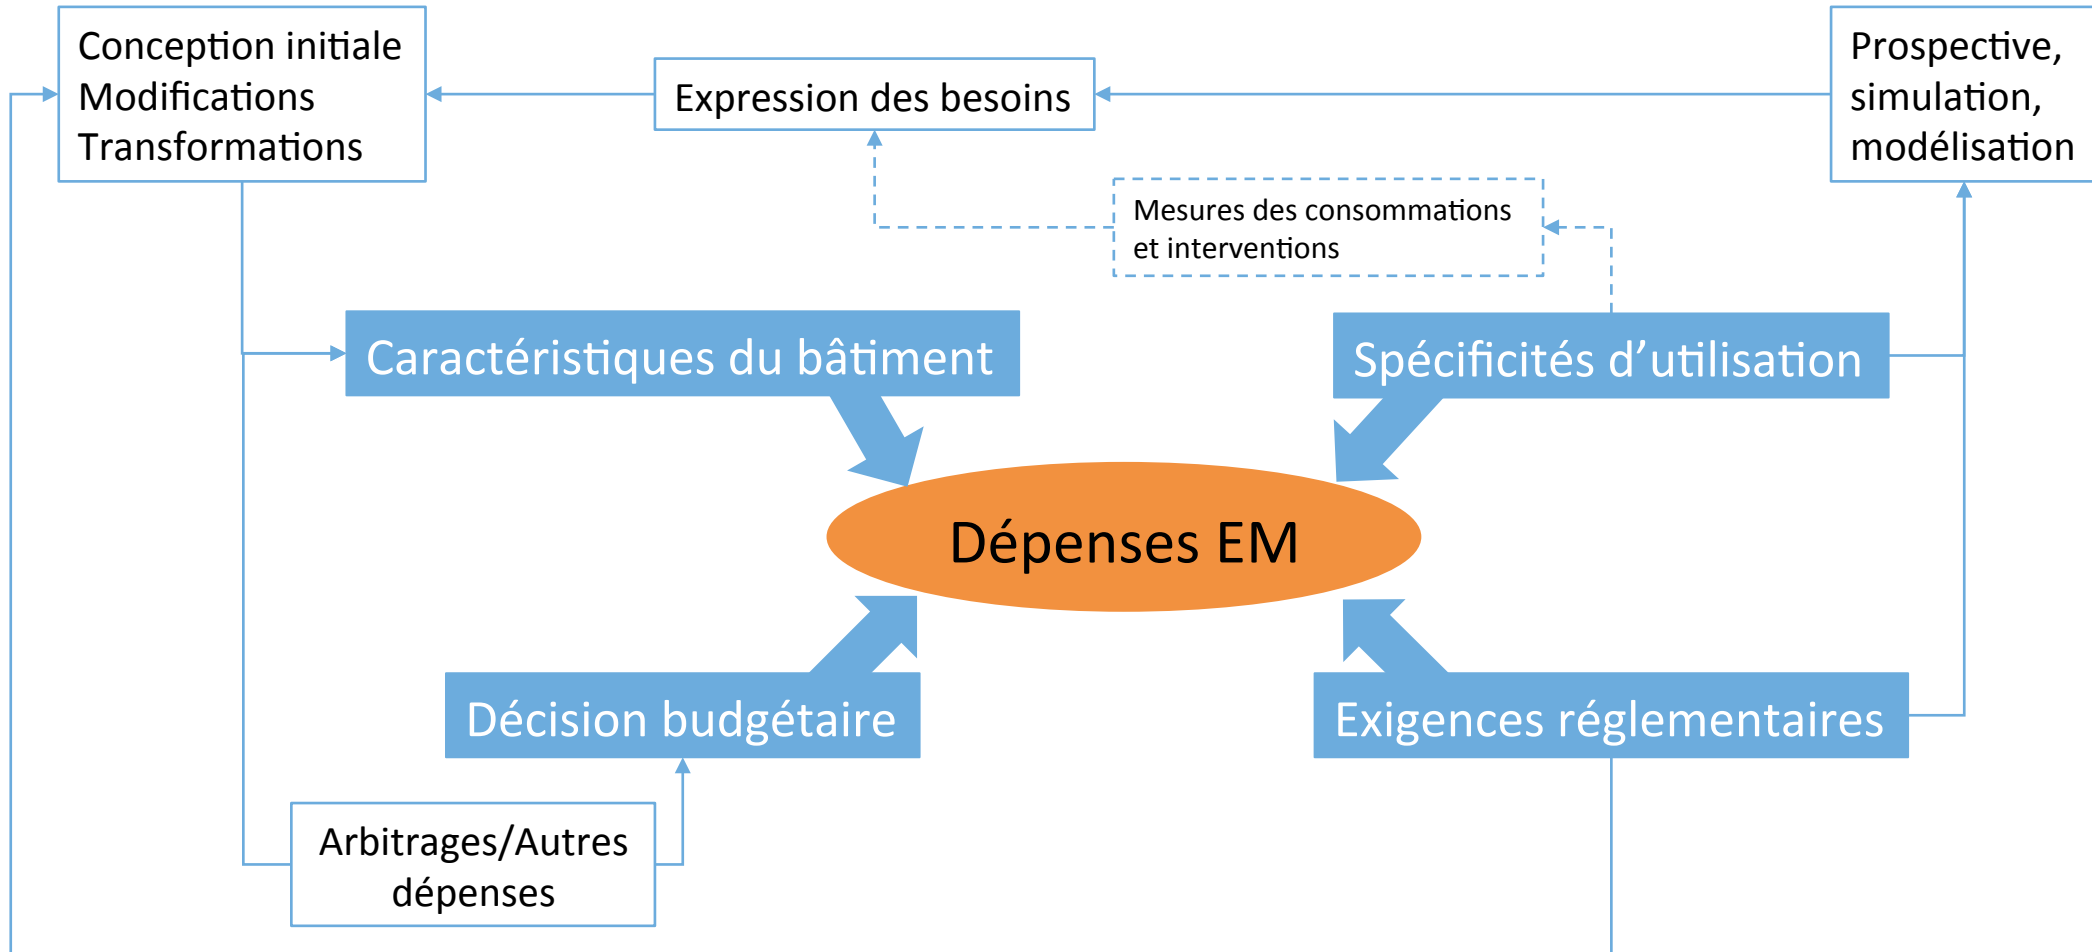 Conception initiale
Modifications
Transformations
Expression des besoins
Prospective,
simulation,
modélisation
Mesures des consommations
et interventions
Caractéristiques du bâtiment
Spécificités d’utilisation
Dépenses EM
Décision budgétaire
Exigences réglementaires
Arbitrages/Autres
dépenses